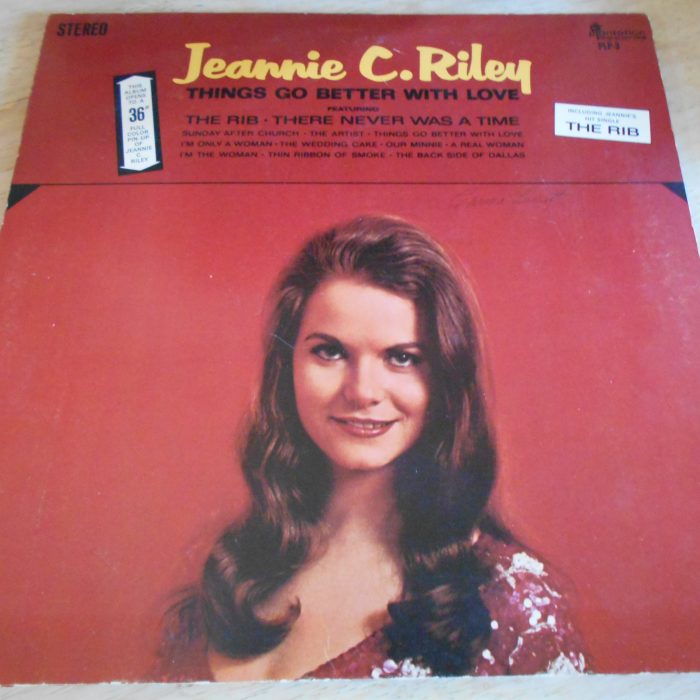 STEREO
Plantation
PLP-3
Jeannie C. Riley
THINGS GO BETTER WITH LOVE
FEATURING
THE RIB · THERE NEVER WAS A TIME
SUNDAY AFTER CHURCH · THE ARTIST · THINGS GO BETTER WITH LOVE
I'M ONLY A WOMAN · THE WEDDING CAKE · OUR MINNIE · A REAL WOMAN
I'M THE WOMAN · THIN RIBBON OF SMOKE · THE BACK SIDE OF DALLAS
THIS
ALBUM
OPENS
TO A
36"
FULL
COLOR
PIN UP
OF
JEANNIE
C.
RILEY
INCLUDING JEANNIE'S
HIT SINGLE
THE RIB